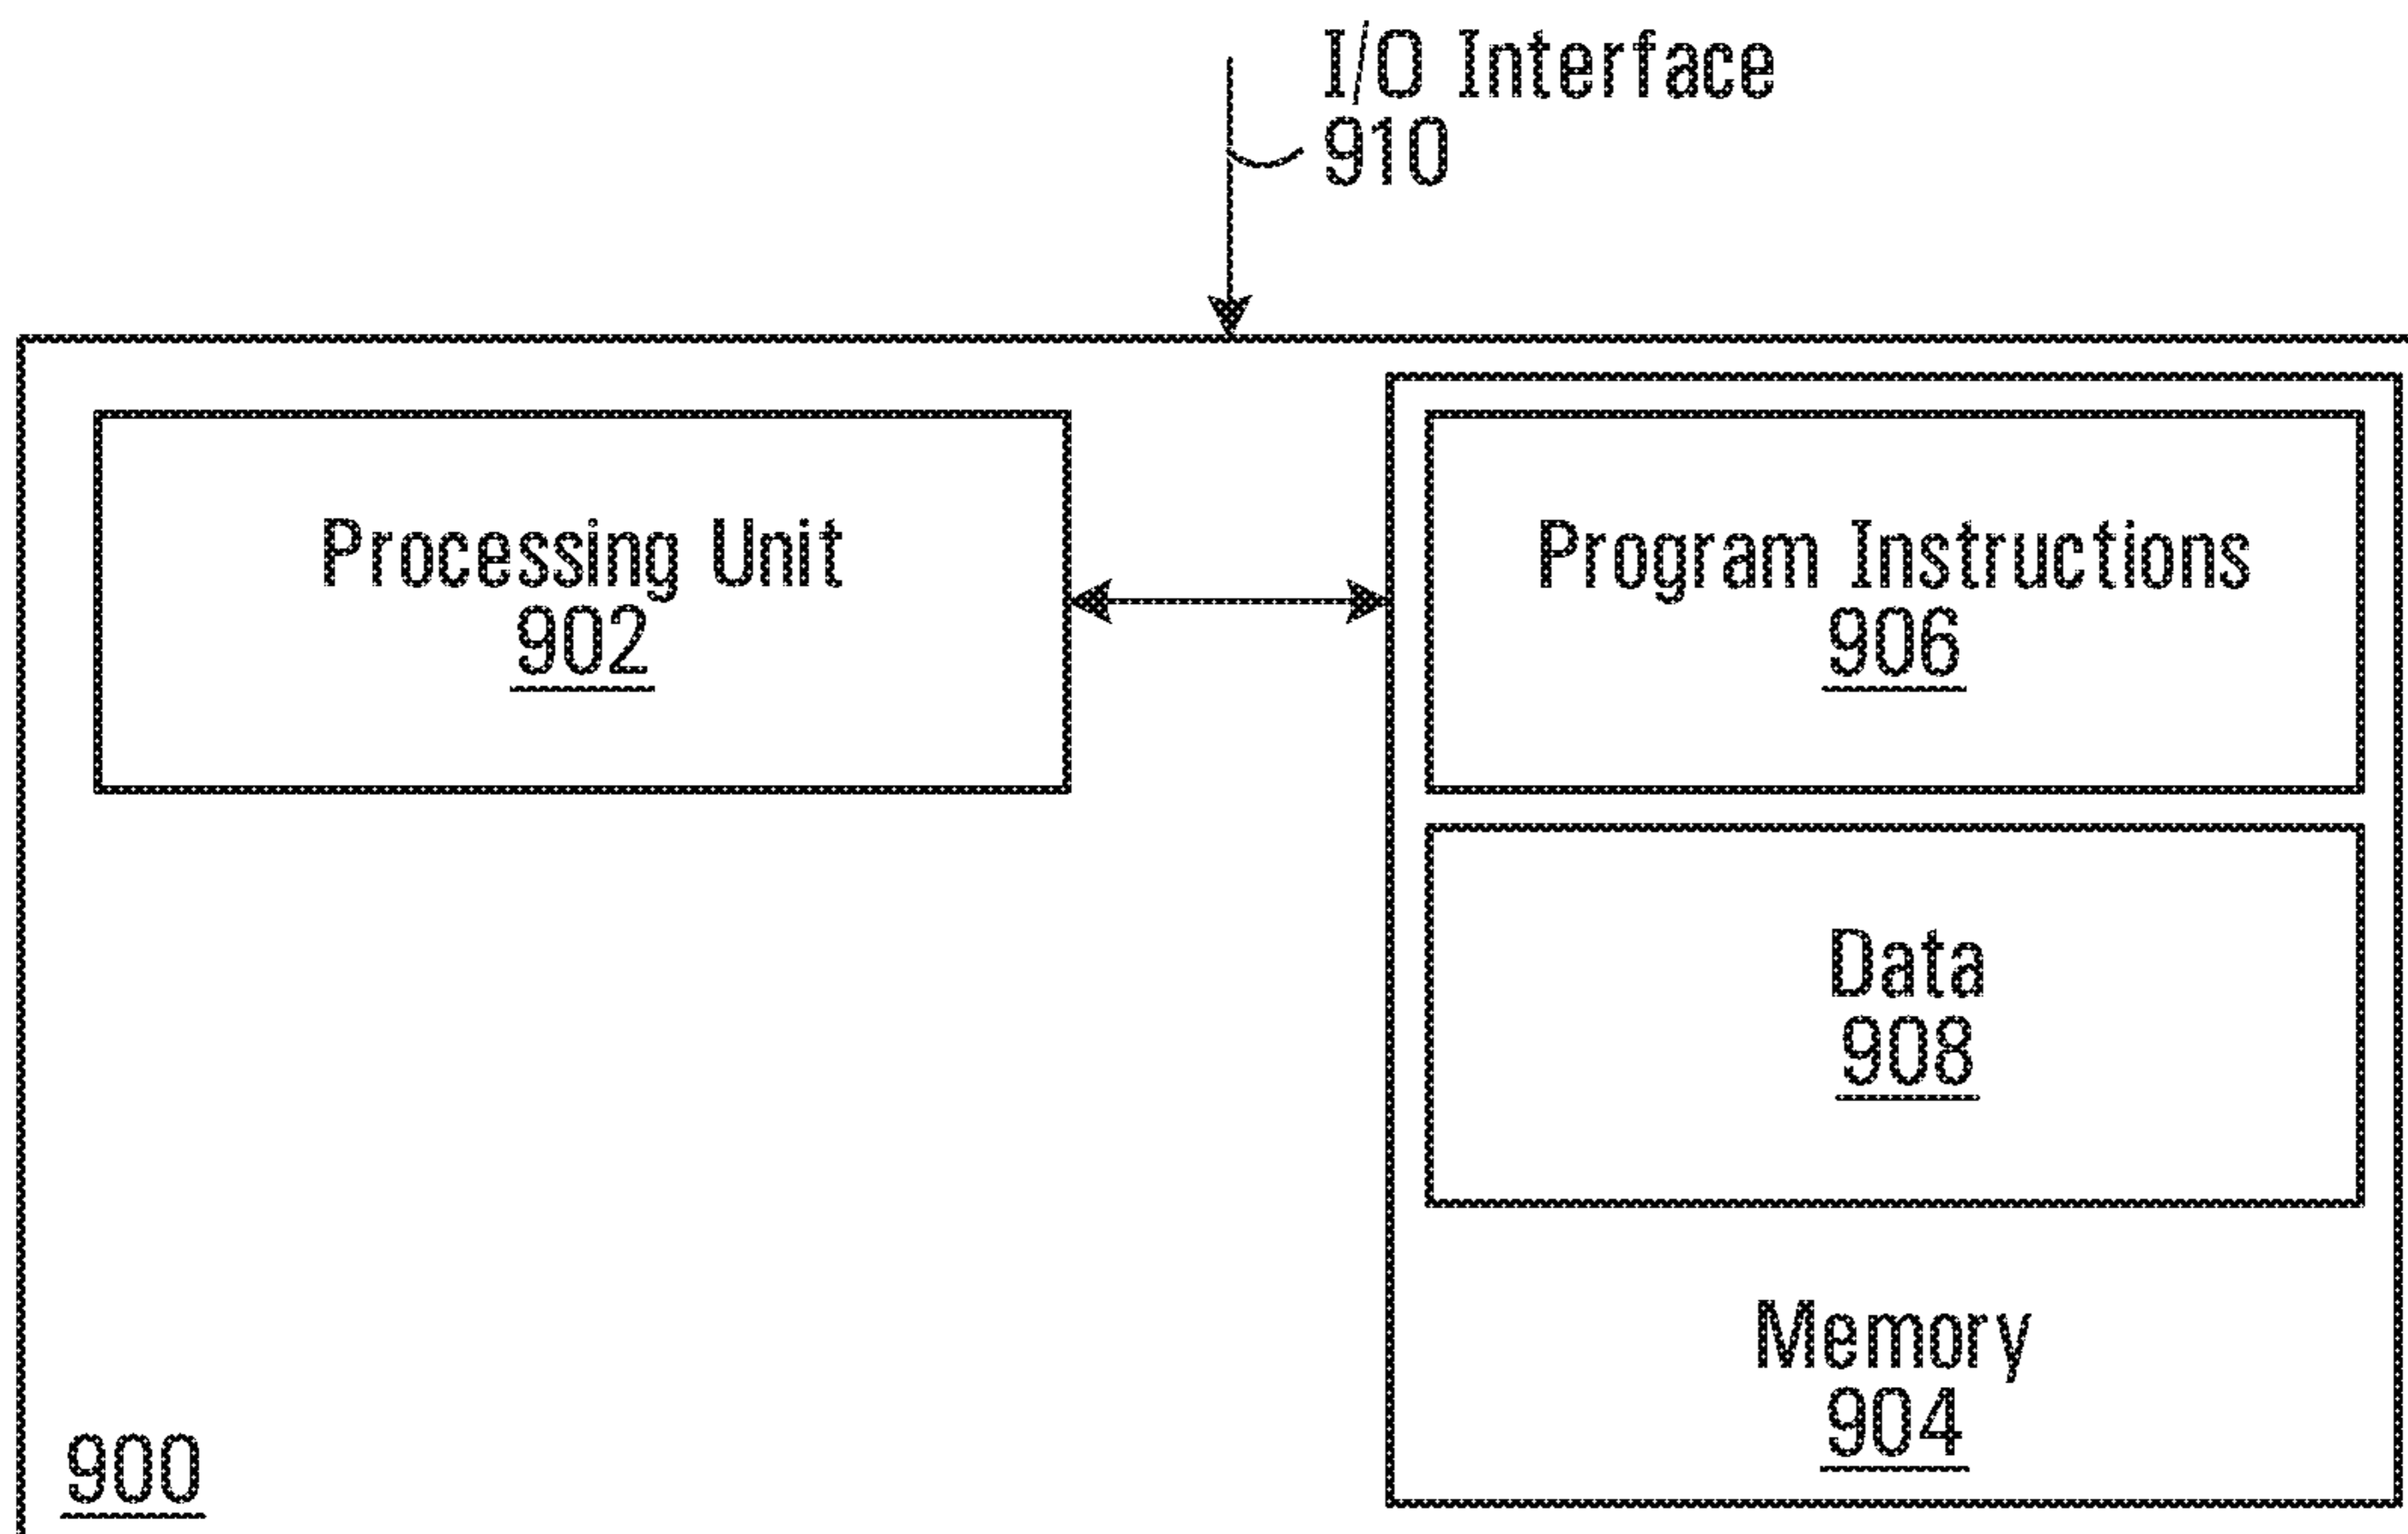 I/O Interface
910
Processing Unit
902
Program Instructions
906
Data
908
Memory
904
900